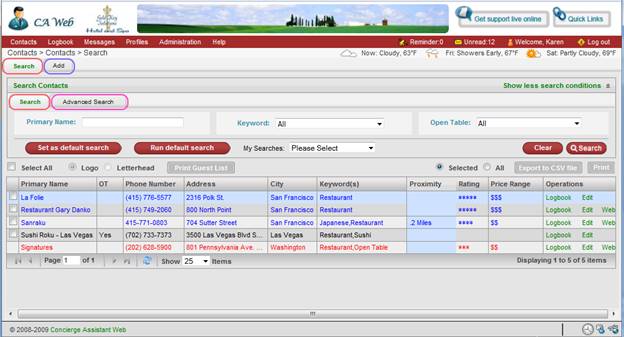 CA Web
Hotel and Spa
Get support live online
Quick Links
Contacts Logbook Messages Profiles Administration Help Reminder:0 Unread:12 Welcome, Karen Log out
Contacts > Contacts > Search Now: Cloudy, 63°F Fri: Showers Early, 67°F Sat: Partly Cloudy, 69°F
Search Add
Search Contacts Show less search conditions
Search Advanced Search
Primary Name: Keyword: All Open Table: All
Set as default search Run default search My Searches: Please Select Clear Search
Select All Logo Letterhead Print Guest List Selected All Export to CSV file Print
Primary Name OT Phone Number Address City Keyword(s) Proximity Rating Price Range Operations
La Folie (415) 776-5577 2316 Polk St. San Francisco Restaurant ***** $$$ Logbook Edit
Restaurant Gary Danko (415) 749-2060 800 North Point San Francisco Restaurant ***** $$$ Logbook Edit Web
Sanraku 415-771-0803 704 Sutter Street San Francisco Japanese,Restaurant .2 Miles **** $$ Logbook Edit Web
Sushi Roku - Las Vegas Yes (702) 733-7373 3500 Las Vegas Blvd S... Las Vegas Restaurant,Sushi Logbook Edit
Signatures (202) 628-5900 801 Pennsylvania Ave. ... Washington Restaurant,Open Table *** $$ Logbook Edit Web
Page 1 of 1 Show 25 Items Displaying 1 to 5 of 5 items
© 2008-2009 Concierge Assistant Web